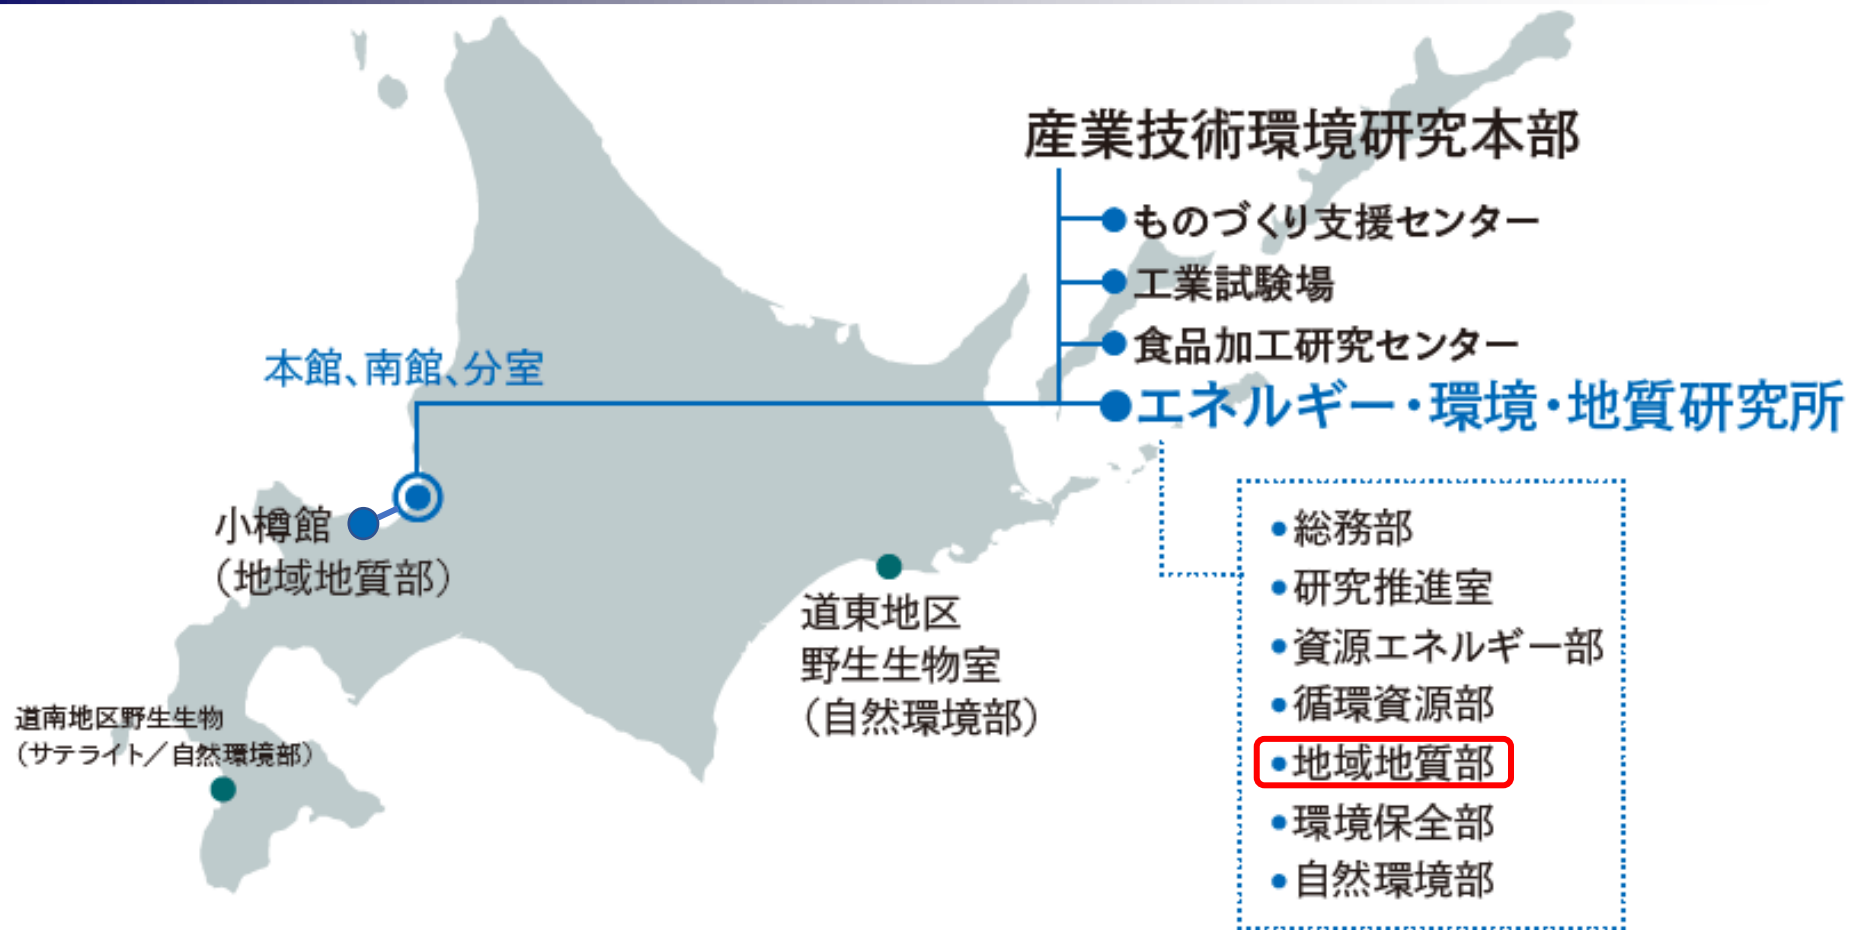 産業技術環境研究本部
ものづくり支援センター
工業試験場
食品加工研究センター
エネルギー・環境・地質研究所
本館、南館、分室
小樽館
（地域地質部）
道東地区
野生生物室
（自然環境部）
道南地区野生生物
（サテライト／自然環境部）
•総務部
•研究推進室
•資源エネルギー部
•循環資源部
•地域地質部
•環境保全部
•自然環境部